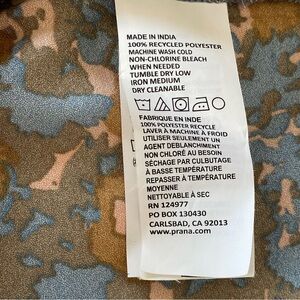 MADE IN INDIA
100% RECYCLED POLYESTER
MACHINE WASH COLD
NON-CHLORINE BLEACH
WHEN NEEDED
TUMBLE DRY LOW
IRON MEDIUM
DRY CLEANABLE
FABRIQUE EN INDE
100% POLYESTER RECYCLE
LAVER À MACHINE À FROID
UTILISER SEULEMENT UN
AGENT DEBLANCHIMENT
NON CHLORÉ AU BESOIN
SÉCHAGE PAR CULBUTAGE
À BASSE TEMPÉRATURE
REPASSER À TEMPÉRATURE
MOYENNE
NETTOYABLE À SEC
RN 124977
PO BOX 130430
CARLSBAD, CA 92013
www.prana.com